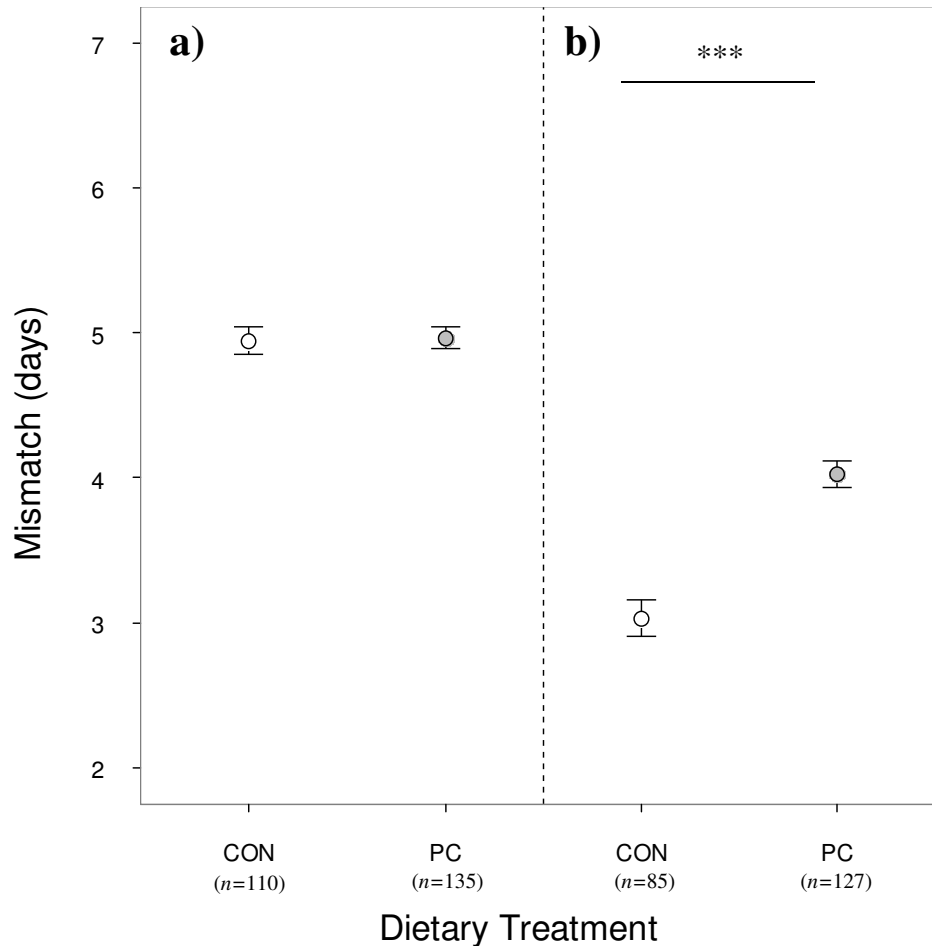 a)
b)
***
7
6
5
4
3
2
Mismatch (days)
CON
PC
CON
PC
(n=110)
(n=135)
(n=85)
(n=127)
Dietary Treatment